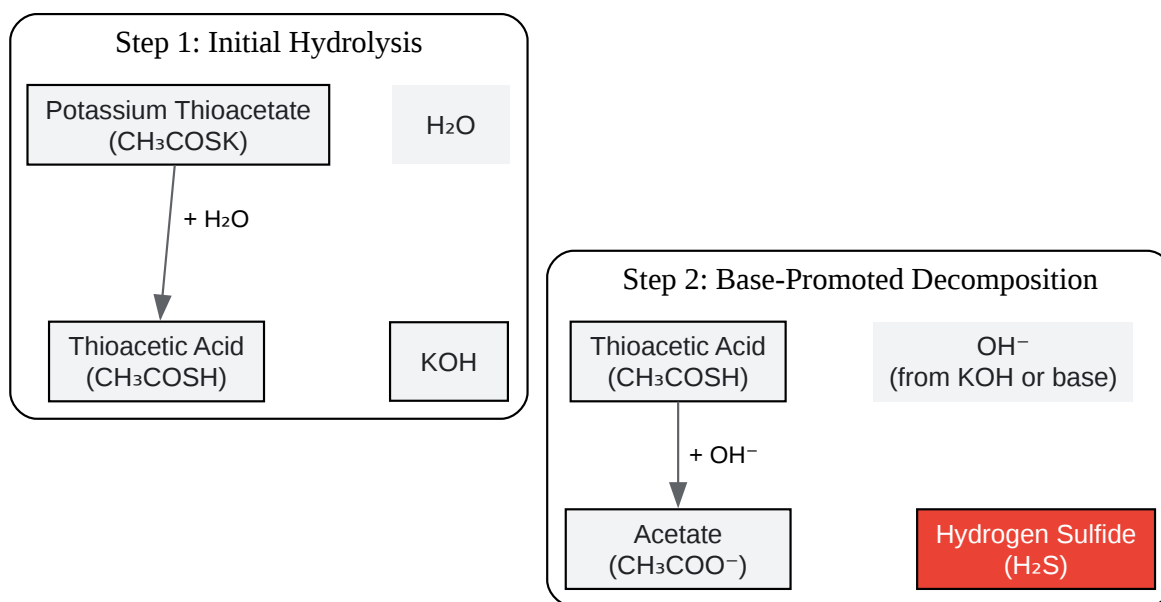 Step 1: Initial Hydrolysis
Potassium Thioacetate
(CH₃COSK)
H₂O
+ H₂O
Thioacetic Acid
(CH₃COSH)
KOH
Step 2: Base-Promoted Decomposition
Thioacetic Acid
(CH₃COSH)
OH⁻
(from KOH or base)
+ OH⁻
Acetate
(CH₃COO⁻)
Hydrogen Sulfide
(H₂S)